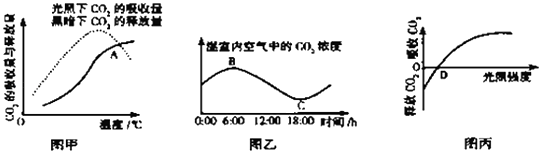 光照下CO₂的吸收量
黑暗下CO₂的释放量
CO₂的吸收量与释放量
A
O
温度/℃
图甲
温室内空气中的CO₂浓度
B
C
0:00 6:00 12:00 18:00 时间/h
图乙
释放CO₂ 吸收CO₂
O
D
光照强度
图丙